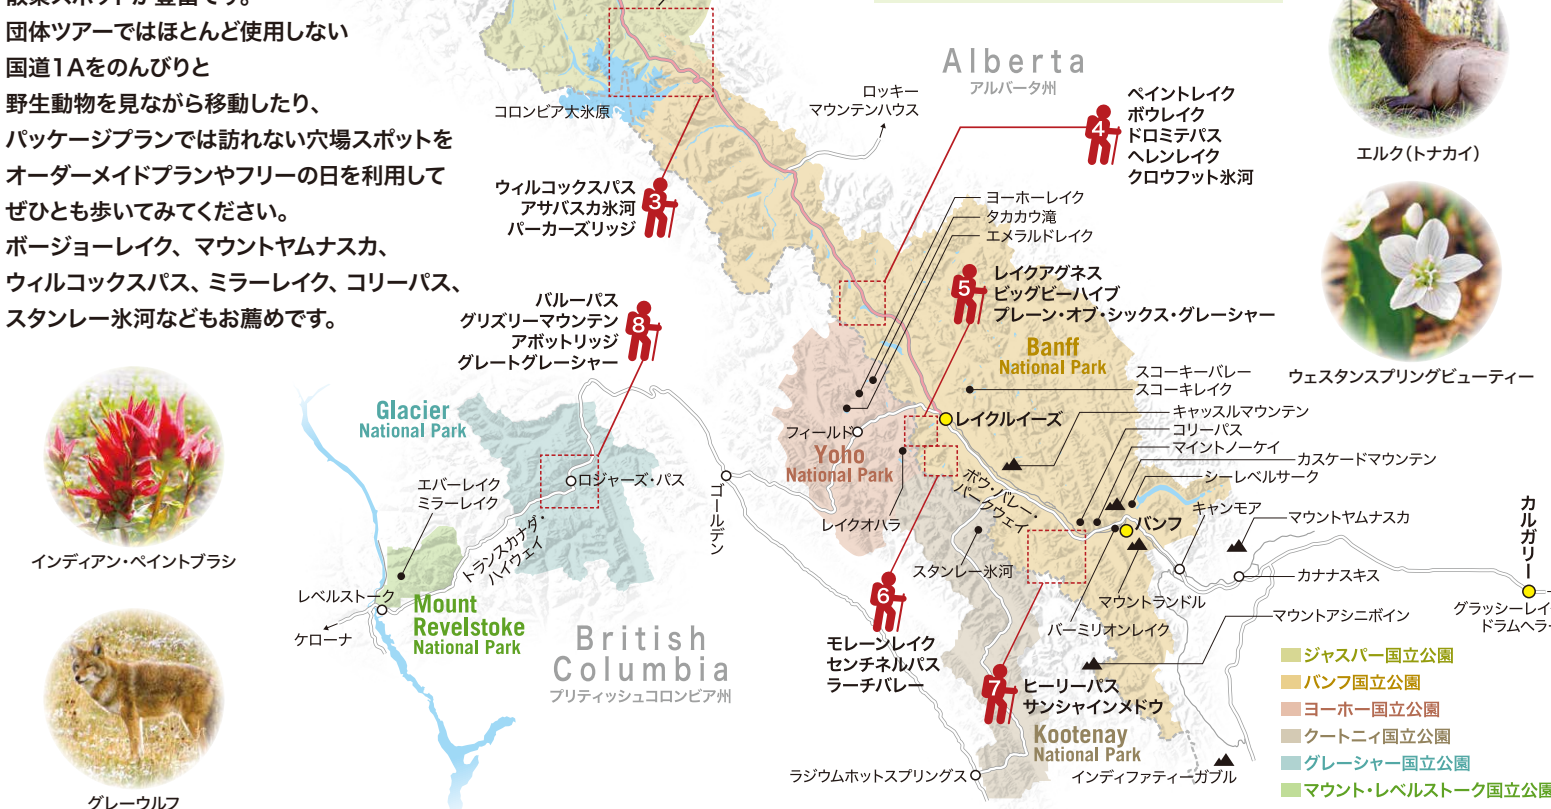 散策スポットが豊富です。
団体ツアーではほとんど使用しない
国道1Aをのんびりと
野生動物を見ながら移動したり、
パッケージプランでは訪れない穴場スポットを
オーダーメイドプランやフリーの日を利用して
ぜひとも歩いてみてください。
ボージョーレイク、マウントヤムナスカ、
ウィルコックスパス、ミラーレイク、コリーパス、
スタンレー氷河などもお薦めです。
コロンビア大氷原
ロッキー
マウンテンハウス
Alberta
アルバータ州
4
ペイントレイク
ボウレイク
ドロミテパス
ヘレンレイク
クロウフット氷河
エルク(トナカイ)
ウィルコックスパス
アサバスカ氷河
パーカーズリッジ
3
ヨーホーレイク
タカカウ滝
エメラルドレイク
5
レイクアグネス
ビッグビーハイブ
プレーン・オブ・シックス・グレーシャー
バルーパス
グリズリーマウンテン
アボットリッジ
グレートグレーシャー
8
Banff
National Park
ウェスタンスプリングビューティー
スコーキーバレー
スコーキレイク
Glacier
National Park
レイクルイーズ
キャッスルマウンテン
コリーパス
マイントノーケイ
カスケードマウンテン
シーレベルサーク
フィールド
Yoho
National Park
ボウ・バレー・
パークウェイ
エバーレイク
ミラーレイク
ロジャーズ・パス
ゴールデン
レイクオハラ
バンフ
キャンモア
マウントヤムナスカ
カルガリー
インディアン・ペイントブラシ
トランスカナダ・
ハイウェイ
スタンレー氷河
カナナスキス
レベルストーク
ケローナ
Mount
Revelstoke
National Park
6
モレーンレイク
センチネルパス
ラーチバレー
マウントランドル
バーミリオンレイク
マウントアシニボイン
グラッシーレイ
ドラムヘラー
British
Columbia
ブリティッシュコロンビア州
7
ヒーリーパス
サンシャインメドウ
Kootenay
National Park
ラジウムホットスプリングス
インディファティーガブル
グレーウルフ
ジャスパー国立公園
バンフ国立公園
ヨーホー国立公園
クートニィ国立公園
グレーシャー国立公園
マウント・レベルストーク国立公園